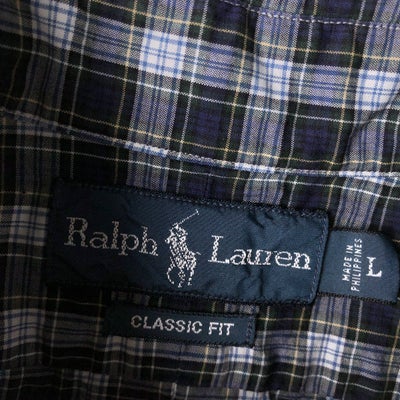 Ralph Lauren
MADE IN
PHILIPPINES
L
CLASSIC FIT